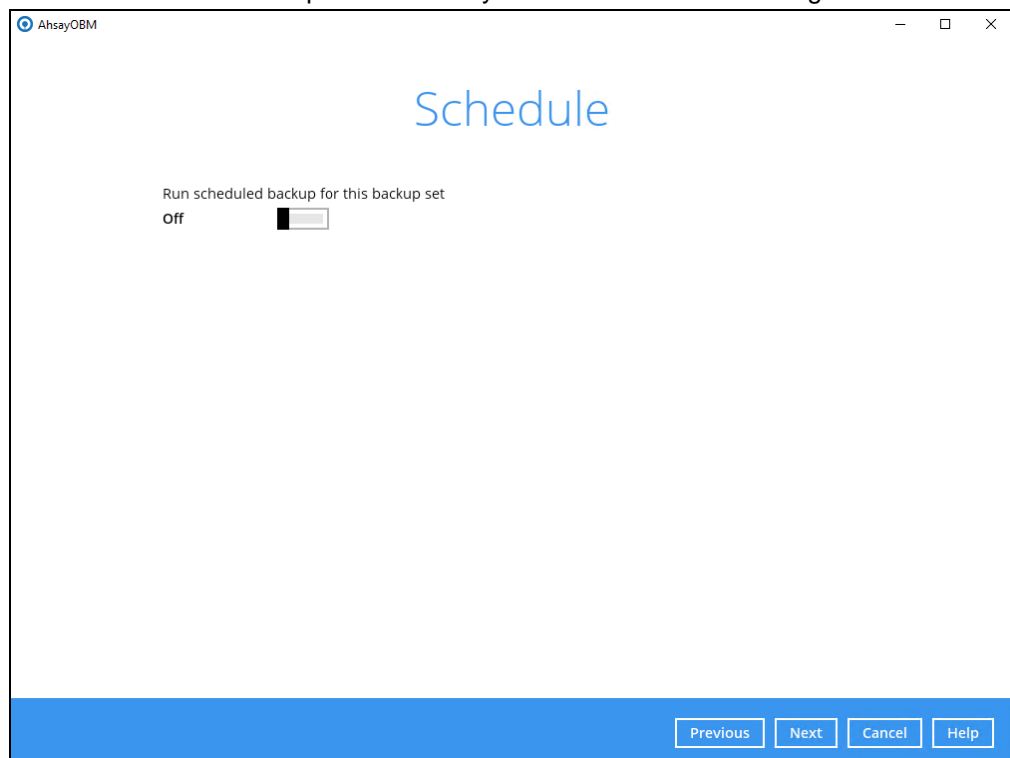 AhsayOBM
Schedule
Run scheduled backup for this backup set
Off
Previous Next Cancel Help